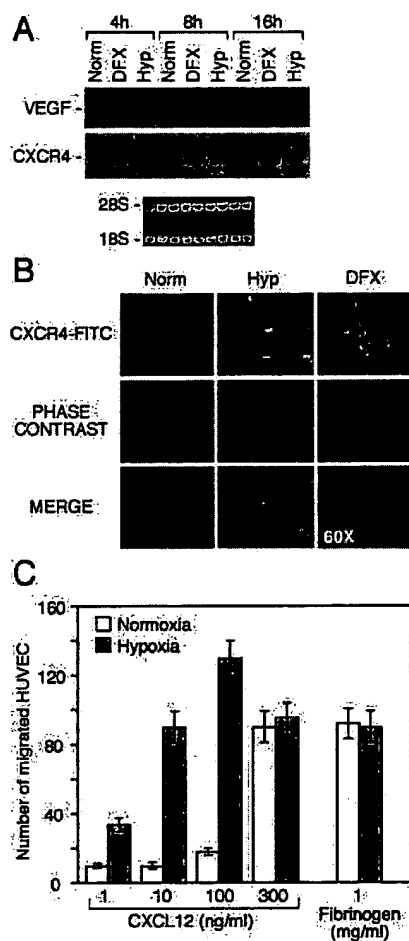 A
4h 8h 16h
Norm DFX Hyp Norm DFX Hyp Norm DFX Hyp
VEGF -
CXCR4 -
28S -
18S -
B
Norm Hyp DFX
CXCR4-FITC
PHASE
CONTRAST
MERGE
60X
C
160
Normoxia
Hypoxia
120
80
40
0
Number of migrated HUVEC
1 10 100 300 1
CXCL12 (ng/ml) Fibrinogen
(mg/ml)